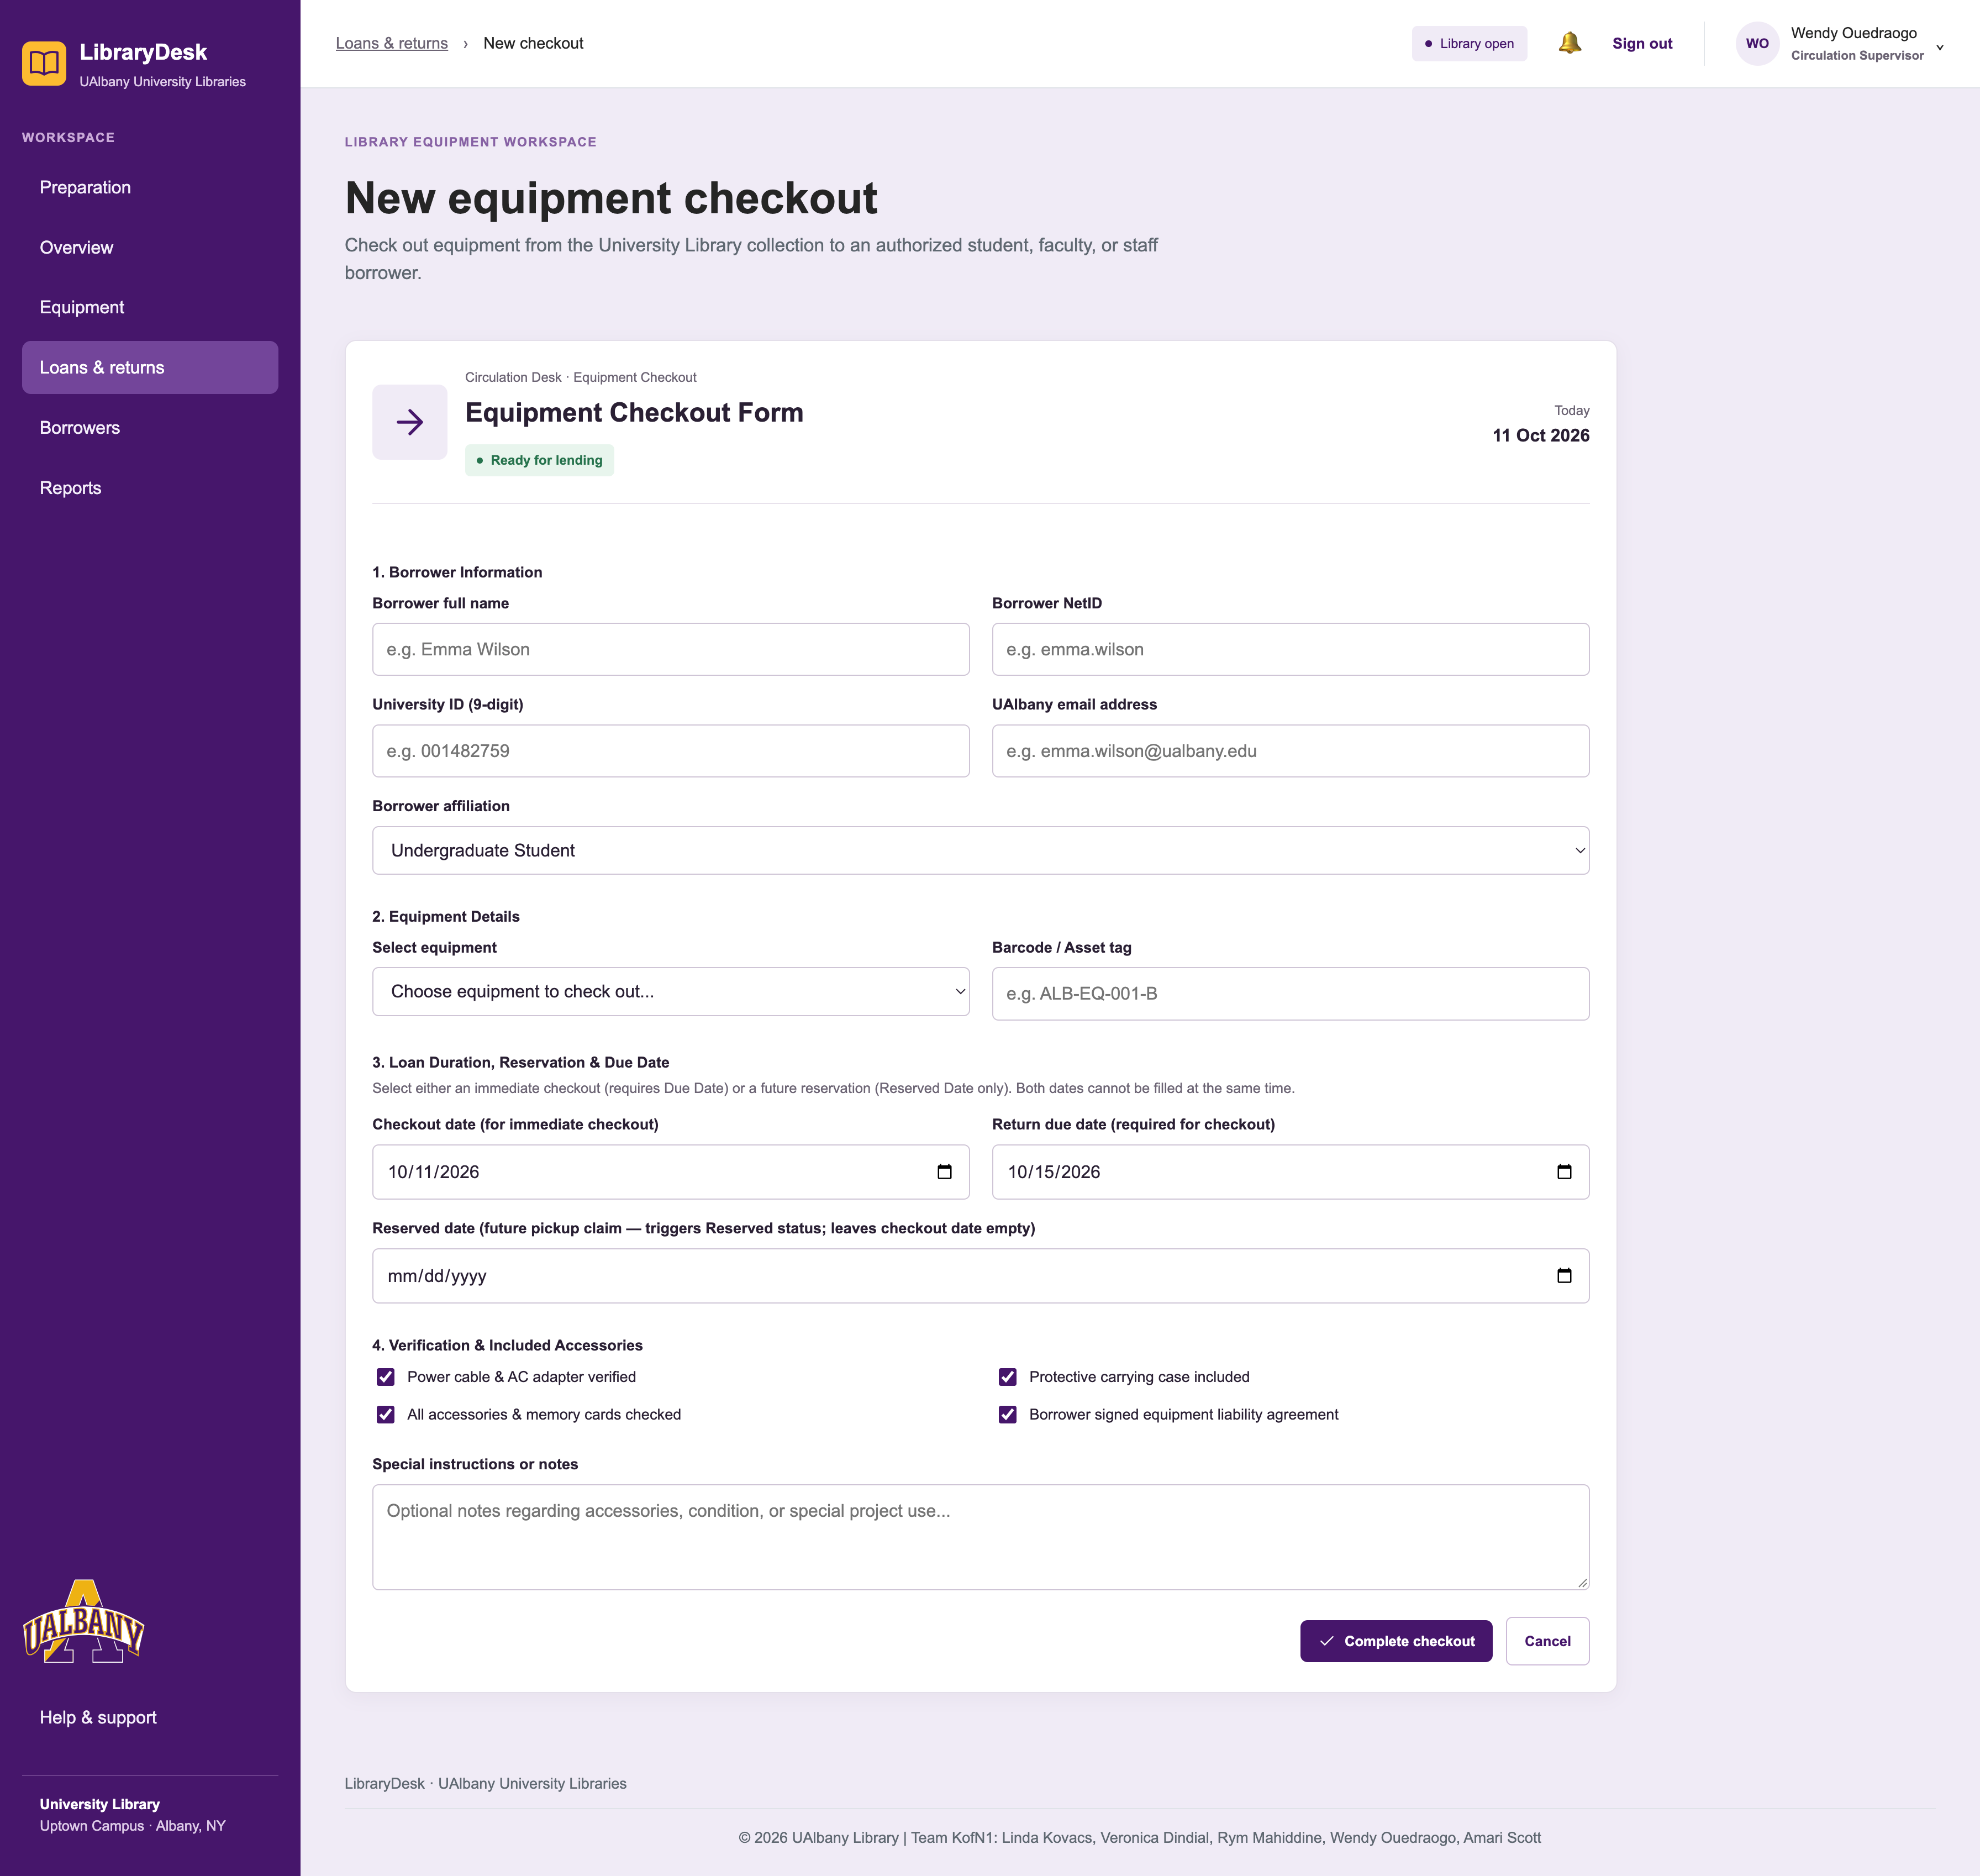 LibraryDesk
UAlbany University Libraries
WORKSPACE
Preparation
Overview
Equipment
Loans & returns
Borrowers
Reports
UALBANY
Help & support
University Library
Uptown Campus · Albany, NY
Loans & returns › New checkout
Library open
Sign out
WO
Wendy Ouedraogo
Circulation Supervisor
LIBRARY EQUIPMENT WORKSPACE
New equipment checkout
Check out equipment from the University Library collection to an authorized student, faculty, or staff
borrower.
Circulation Desk · Equipment Checkout
Equipment Checkout Form
Ready for lending
Today
11 Oct 2026
1. Borrower Information
Borrower full name
e.g. Emma Wilson
Borrower NetID
e.g. emma.wilson
University ID (9-digit)
e.g. 001482759
UAlbany email address
e.g. emma.wilson@ualbany.edu
Borrower affiliation
Undergraduate Student
2. Equipment Details
Select equipment
Choose equipment to check out...
Barcode / Asset tag
e.g. ALB-EQ-001-B
3. Loan Duration, Reservation & Due Date
Select either an immediate checkout (requires Due Date) or a future reservation (Reserved Date only). Both dates cannot be filled at the same time.
Checkout date (for immediate checkout)
10/11/2026
Return due date (required for checkout)
10/15/2026
Reserved date (future pickup claim — triggers Reserved status; leaves checkout date empty)
mm/dd/yyyy
4. Verification & Included Accessories
Power cable & AC adapter verified
Protective carrying case included
All accessories & memory cards checked
Borrower signed equipment liability agreement
Special instructions or notes
Optional notes regarding accessories, condition, or special project use...
Complete checkout
Cancel
LibraryDesk · UAlbany University Libraries
© 2026 UAlbany Library | Team KofN1: Linda Kovacs, Veronica Dindial, Rym Mahiddine, Wendy Ouedraogo, Amari Scott